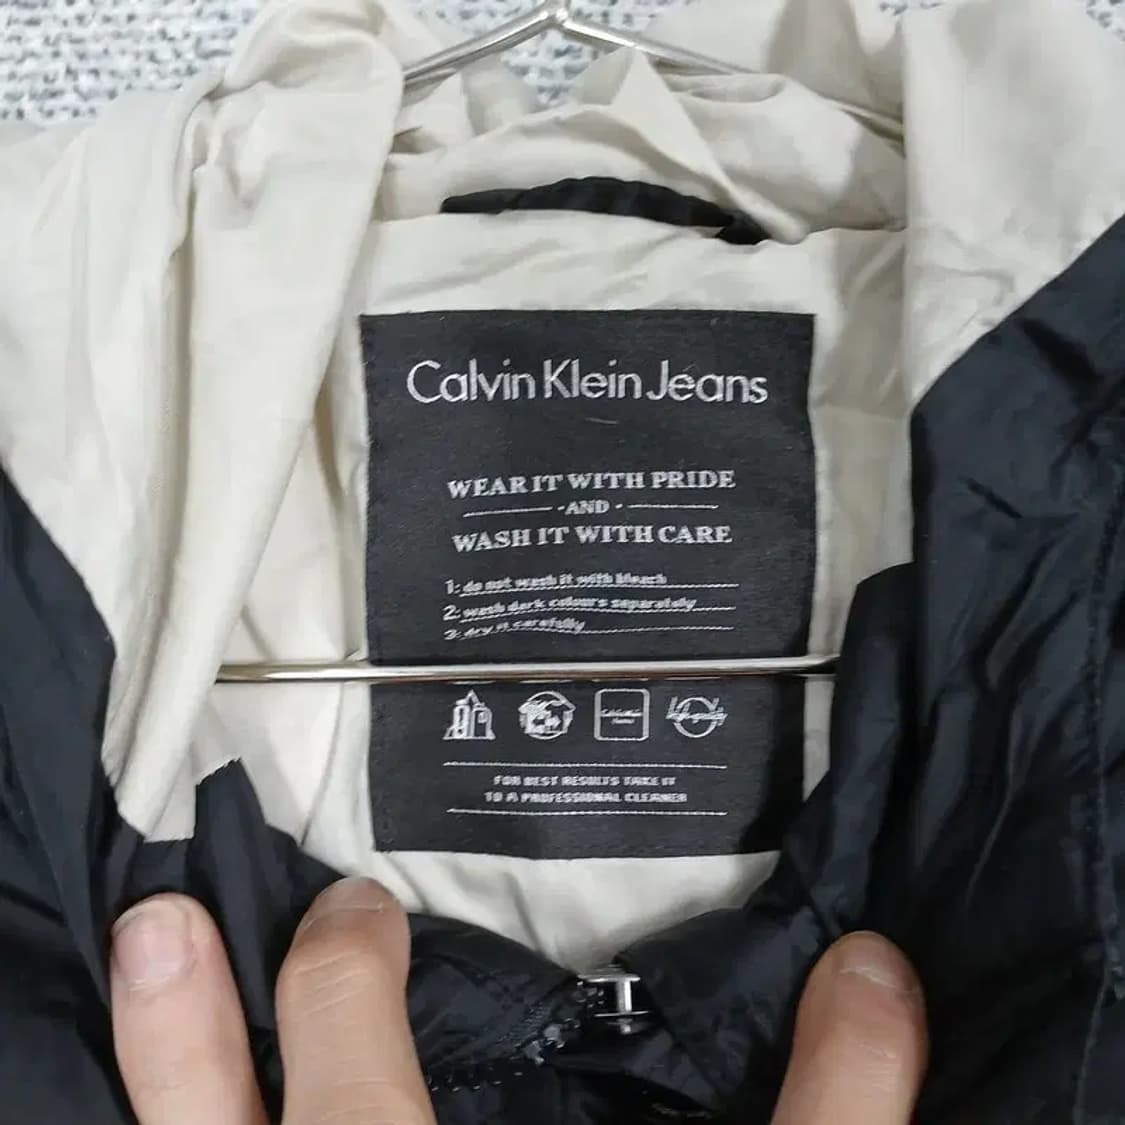 Calvin Klein Jeans
WEAR IT WITH PRIDE
- AND -
WASH IT WITH CARE
1: do not wash it with bleach
2: wash dark colours separately
3: dry it carefully
FOR BEST RESULTS TAKE IT
TO A PROFESSIONAL CLEANER